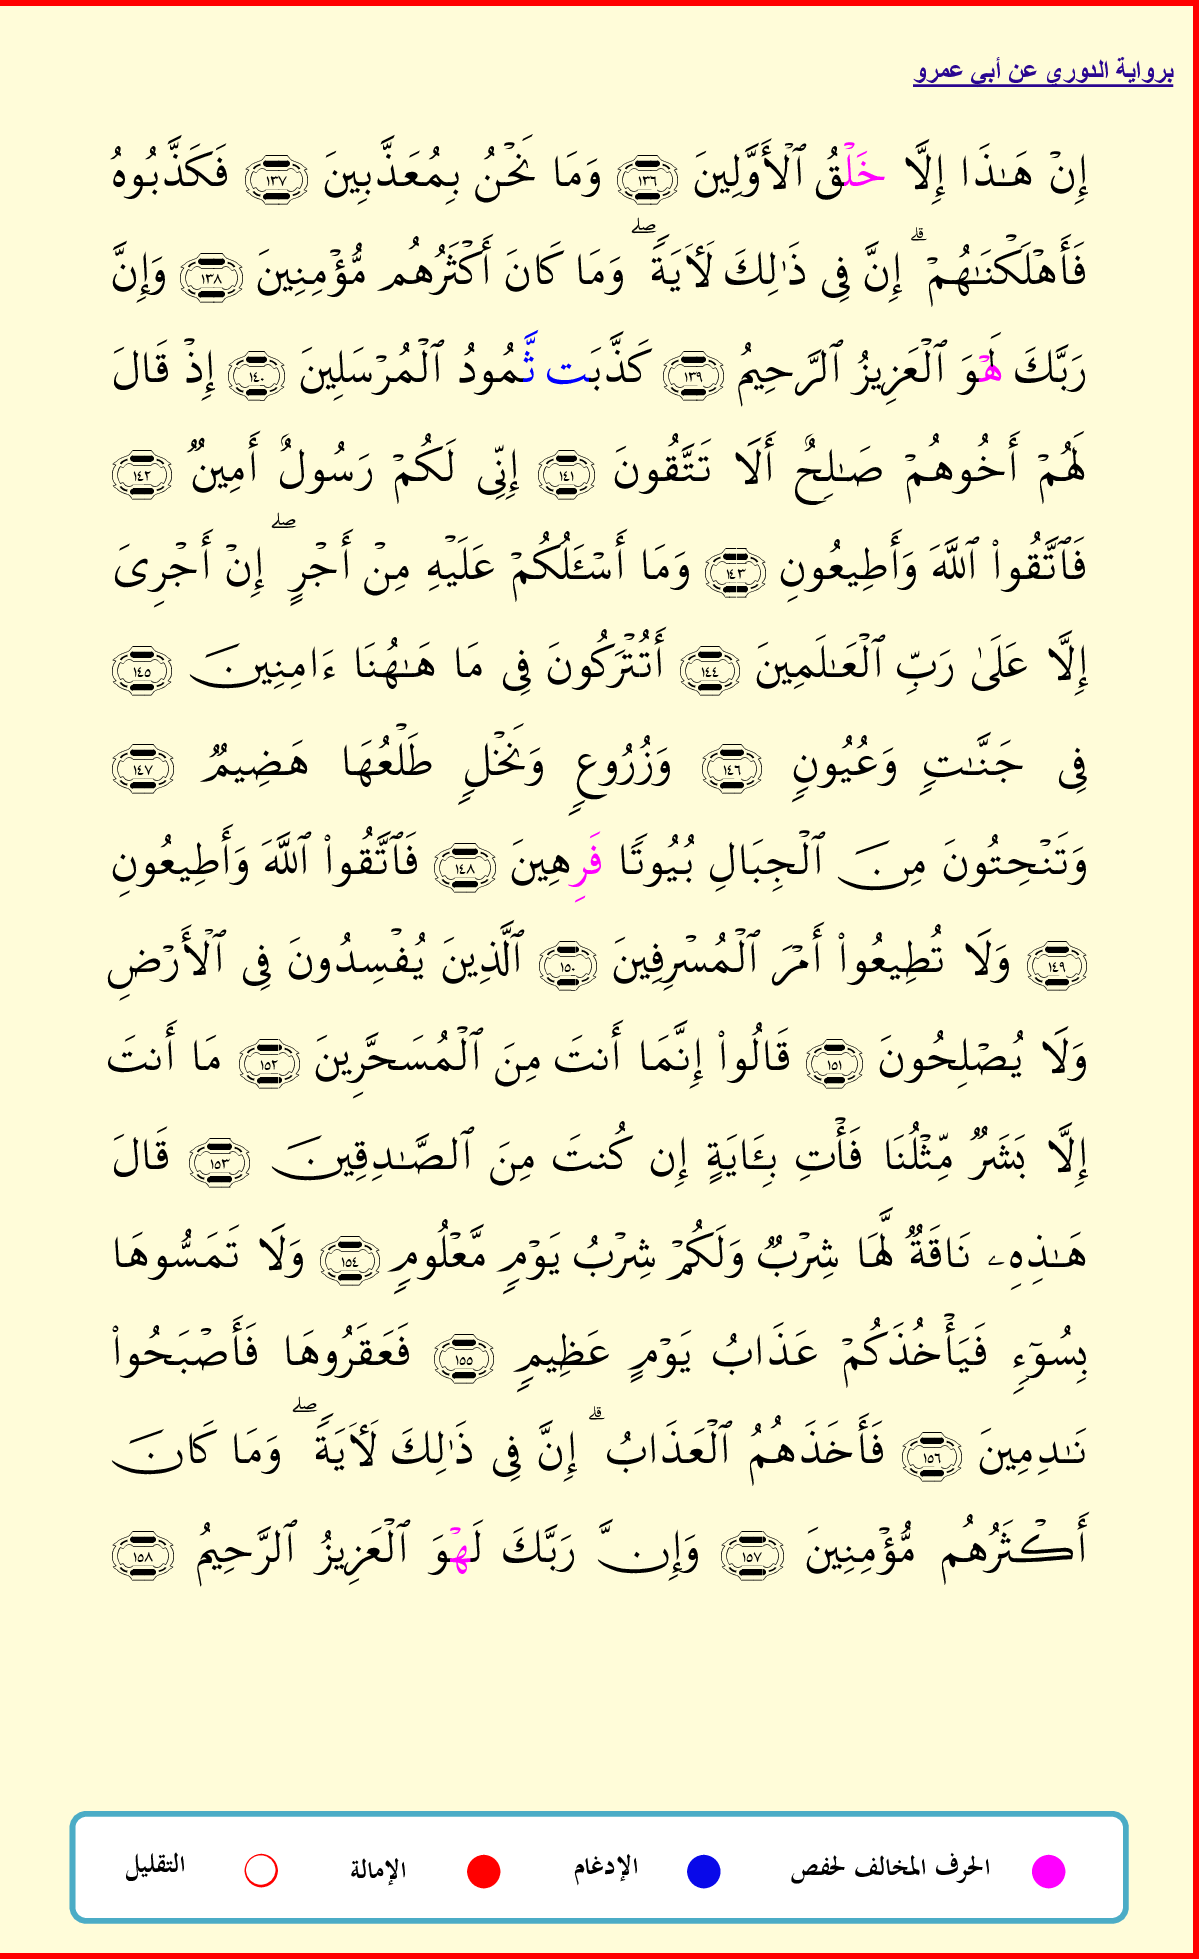 برواية الدوري عن أبي عمرو
إِنْ هَـٰذَا إِلَّا خَلْقُ ٱلْأَوَّلِينَ ١٣٦ وَمَا نَحْنُ بِمُعَذَّبِينَ ١٣٧ فَكَذَّبُوهُ
فَأَهْلَكْنَـٰهُمْ ۗ إِنَّ فِى ذَٰلِكَ لَأَيَةً ۖ وَمَا كَانَ أَكْثَرُهُم مُّؤْمِنِينَ ١٣٨ وَإِنَّ
رَبَّكَ لَهْوَ ٱلْعَزِيزُ ٱلرَّحِيمُ ١٣٩ كَذَّبَت ثَّمُودُ ٱلْمُرْسَلِينَ ١٤٠ إِذْ قَالَ
لَهُمْ أَخُوهُمْ صَـٰلِحٌ أَلَا تَتَّقُونَ ١٤١ إِنِّى لَكُمْ رَسُولٌ أَمِينٌ ١٤٢
فَٱتَّقُوا۟ ٱللَّهَ وَأَطِيعُونِ ١٤٣ وَمَا أَسْـَٔلُكُمْ عَلَيْهِ مِنْ أَجْرٍ ۖ إِنْ أَجْرِىَ
إِلَّا عَلَىٰ رَبِّ ٱلْعَـٰلَمِينَ ١٤٤ أَتُتْرَكُونَ فِى مَا هَـٰهُنَا ءَامِنِينَ ١٤٥
فِى جَنَّـٰتٍ وَعُيُونٍ ١٤٦ وَزُرُوعٍ وَنَخْلٍ طَلْعُهَا هَضِيمٌ ١٤٧
وَتَنْحِتُونَ مِنَ ٱلْجِبَالِ بُيُوتًا فَرِهِينَ ١٤٨ فَٱتَّقُوا۟ ٱللَّهَ وَأَطِيعُونِ
١٤٩ وَلَا تُطِيعُوا۟ أَمْرَ ٱلْمُسْرِفِينَ ١٥٠ ٱلَّذِينَ يُفْسِدُونَ فِى ٱلْأَرْضِ
وَلَا يُصْلِحُونَ ١٥١ قَالُوا۟ إِنَّمَا أَنتَ مِنَ ٱلْمُسَحَّرِينَ ١٥٢ مَا أَنتَ
إِلَّا بَشَرٌ مِّثْلُنَا فَأْتِ بِـَٔايَةٍ إِن كُنتَ مِنَ ٱلصَّـٰدِقِينَ ١٥٣ قَالَ
هَـٰذِهِۦ نَاقَةٌ لَّهَا شِرْبٌ وَلَكُمْ شِرْبُ يَوْمٍ مَّعْلُومٍ ١٥٤ وَلَا تَمَسُّوهَا
بِسُوٓءٍ فَيَأْخُذَكُمْ عَذَابُ يَوْمٍ عَظِيمٍ ١٥٥ فَعَقَرُوهَا فَأَصْبَحُوا۟
نَـٰدِمِينَ ١٥٦ فَأَخَذَهُمُ ٱلْعَذَابُ ۗ إِنَّ فِى ذَٰلِكَ لَأَيَةً ۖ وَمَا كَانَ
أَكْثَرُهُم مُّؤْمِنِينَ ١٥٧ وَإِنَّ رَبَّكَ لَهْوَ ٱلْعَزِيزُ ٱلرَّحِيمُ ١٥٨
الحرف المخالف لحفص الإدغام الإمالة التقليل